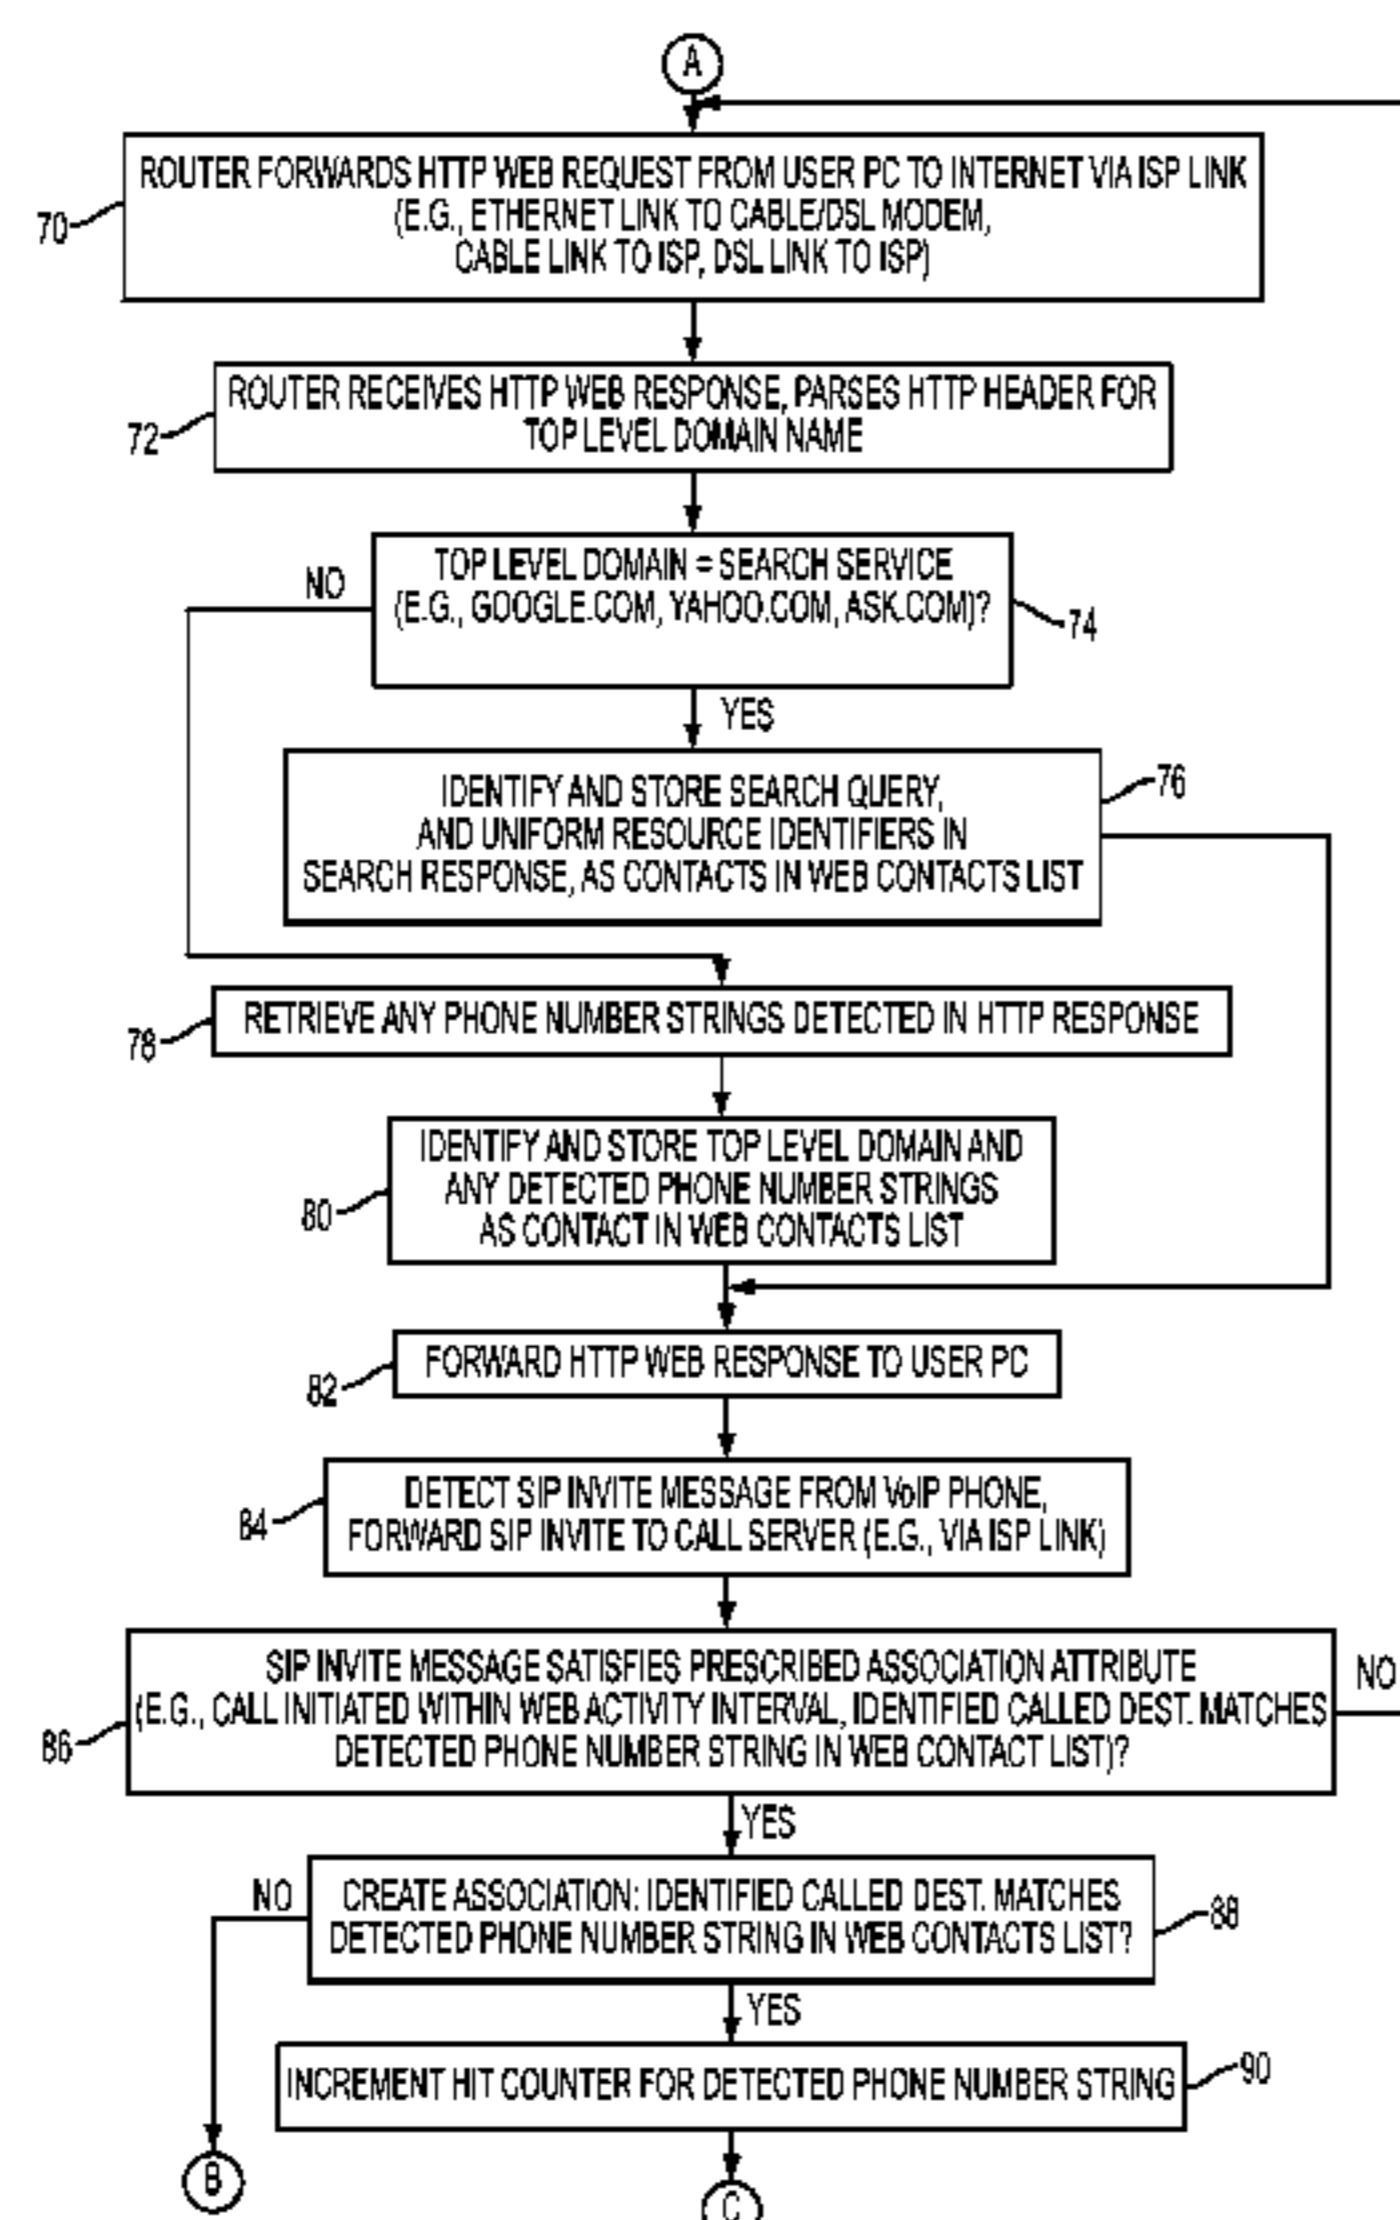 A
ROUTER FORWARDS HTTP WEB REQUEST FROM USER PC TO INTERNET VIA ISP LINK
(E.G., ETHERNET LINK TO CABLE/DSL MODEM,
CABLE LINK TO ISP, DSL LINK TO ISP)
70
ROUTER RECEIVES HTTP WEB RESPONSE, PARSES HTTP HEADER FOR
TOP LEVEL DOMAIN NAME
72
TOP LEVEL DOMAIN = SEARCH SERVICE
(E.G., GOOGLE.COM, YAHOO.COM, ASK.COM)?
NO
74
YES
IDENTIFY AND STORE SEARCH QUERY,
AND UNIFORM RESOURCE IDENTIFIERS IN
SEARCH RESPONSE, AS CONTACTS IN WEB CONTACTS LIST
76
RETRIEVE ANY PHONE NUMBER STRINGS DETECTED IN HTTP RESPONSE
78
IDENTIFY AND STORE TOP LEVEL DOMAIN AND
ANY DETECTED PHONE NUMBER STRINGS
AS CONTACT IN WEB CONTACTS LIST
80
FORWARD HTTP WEB RESPONSE TO USER PC
82
DETECT SIP INVITE MESSAGE FROM VoIP PHONE,
FORWARD SIP INVITE TO CALL SERVER (E.G., VIA ISP LINK)
84
SIP INVITE MESSAGE SATISFIES PRESCRIBED ASSOCIATION ATTRIBUTE
(E.G., CALL INITIATED WITHIN WEB ACTIVITY INTERVAL, IDENTIFIED CALLED DEST. MATCHES
DETECTED PHONE NUMBER STRING IN WEB CONTACT LIST)?
NO
86
YES
NO
CREATE ASSOCIATION: IDENTIFIED CALLED DEST. MATCHES
DETECTED PHONE NUMBER STRING IN WEB CONTACTS LIST?
88
YES
INCREMENT HIT COUNTER FOR DETECTED PHONE NUMBER STRING
90
B
C